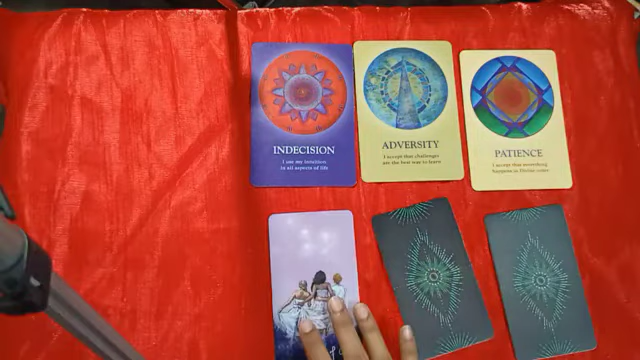 INDECISION
I use my intuition
in all aspects of life
ADVERSITY
I accept that challenges
are the best way to learn
PATIENCE
I accept that everything
happens in Divine